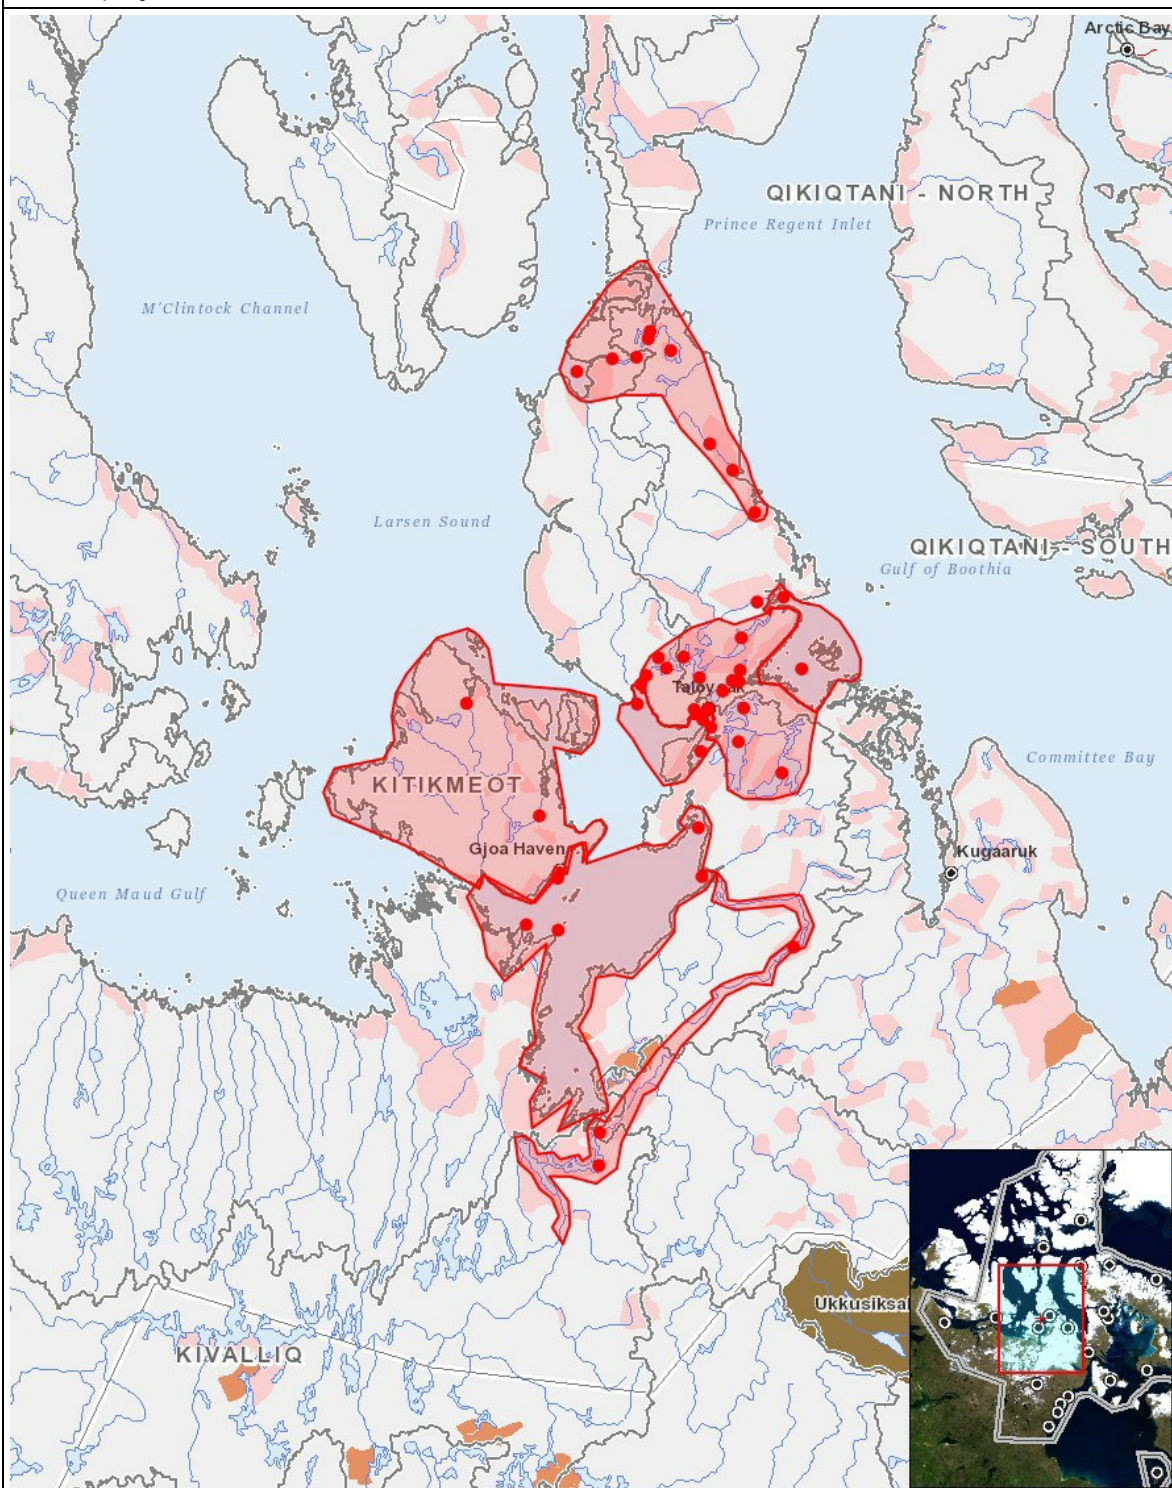 Arctic Bay
QIKIQTANI - NORTH
Prince Regent Inlet
M'Clintock Channel
Larsen Sound
QIKIQTANI - SOUTH
Gulf of Boothia
KITIKMEOT
Committee Bay
Gjoa Haven
Kugaaruk
Queen Maud Gulf
KIVALLIQ